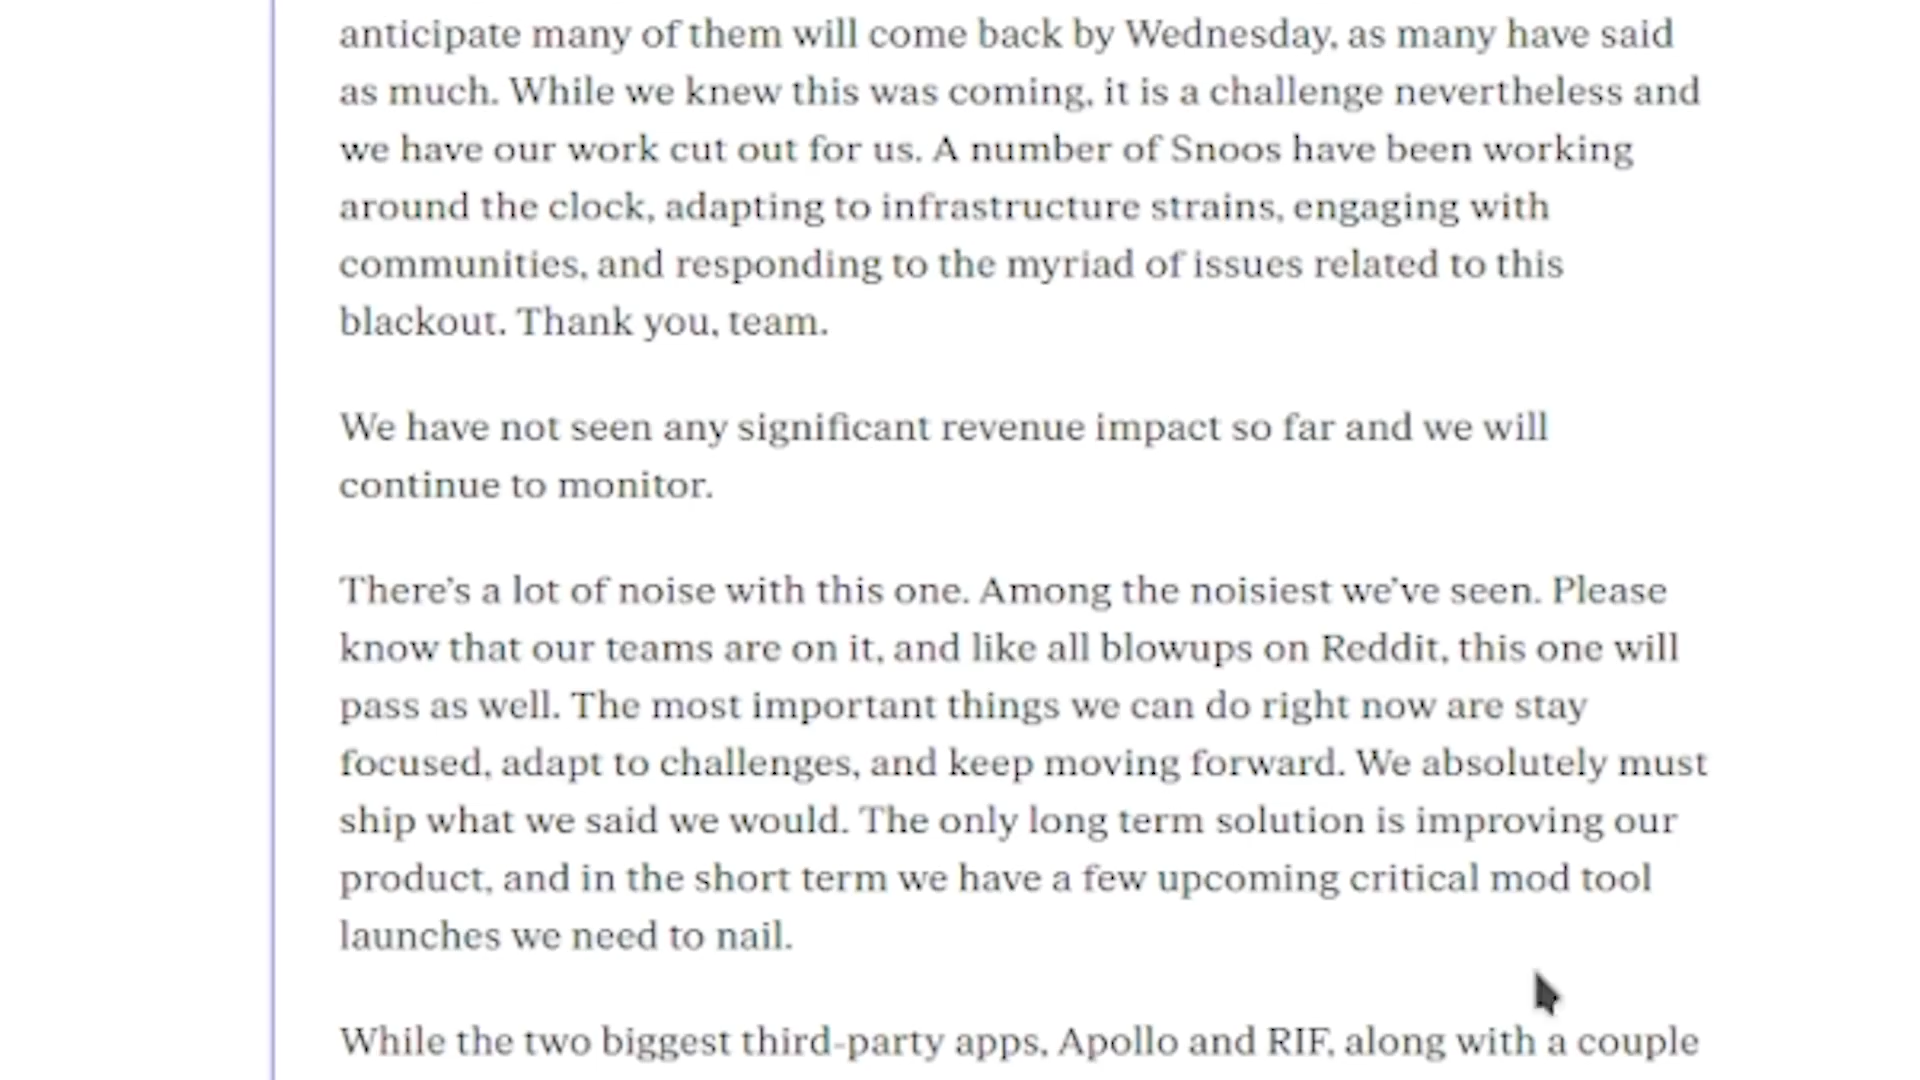 anticipate many of them will come back by Wednesday, as many have said
as much. While we knew this was coming, it is a challenge nevertheless and
we have our work cut out for us. A number of Snoos have been working
around the clock, adapting to infrastructure strains, engaging with
communities, and responding to the myriad of issues related to this
blackout. Thank you, team.
We have not seen any significant revenue impact so far and we will
continue to monitor.
There’s a lot of noise with this one. Among the noisiest we’ve seen. Please
know that our teams are on it, and like all blowups on Reddit, this one will
pass as well. The most important things we can do right now are stay
focused, adapt to challenges, and keep moving forward. We absolutely must
ship what we said we would. The only long term solution is improving our
product, and in the short term we have a few upcoming critical mod tool
launches we need to nail.
While the two biggest third-party apps, Apollo and RIF, along with a couple